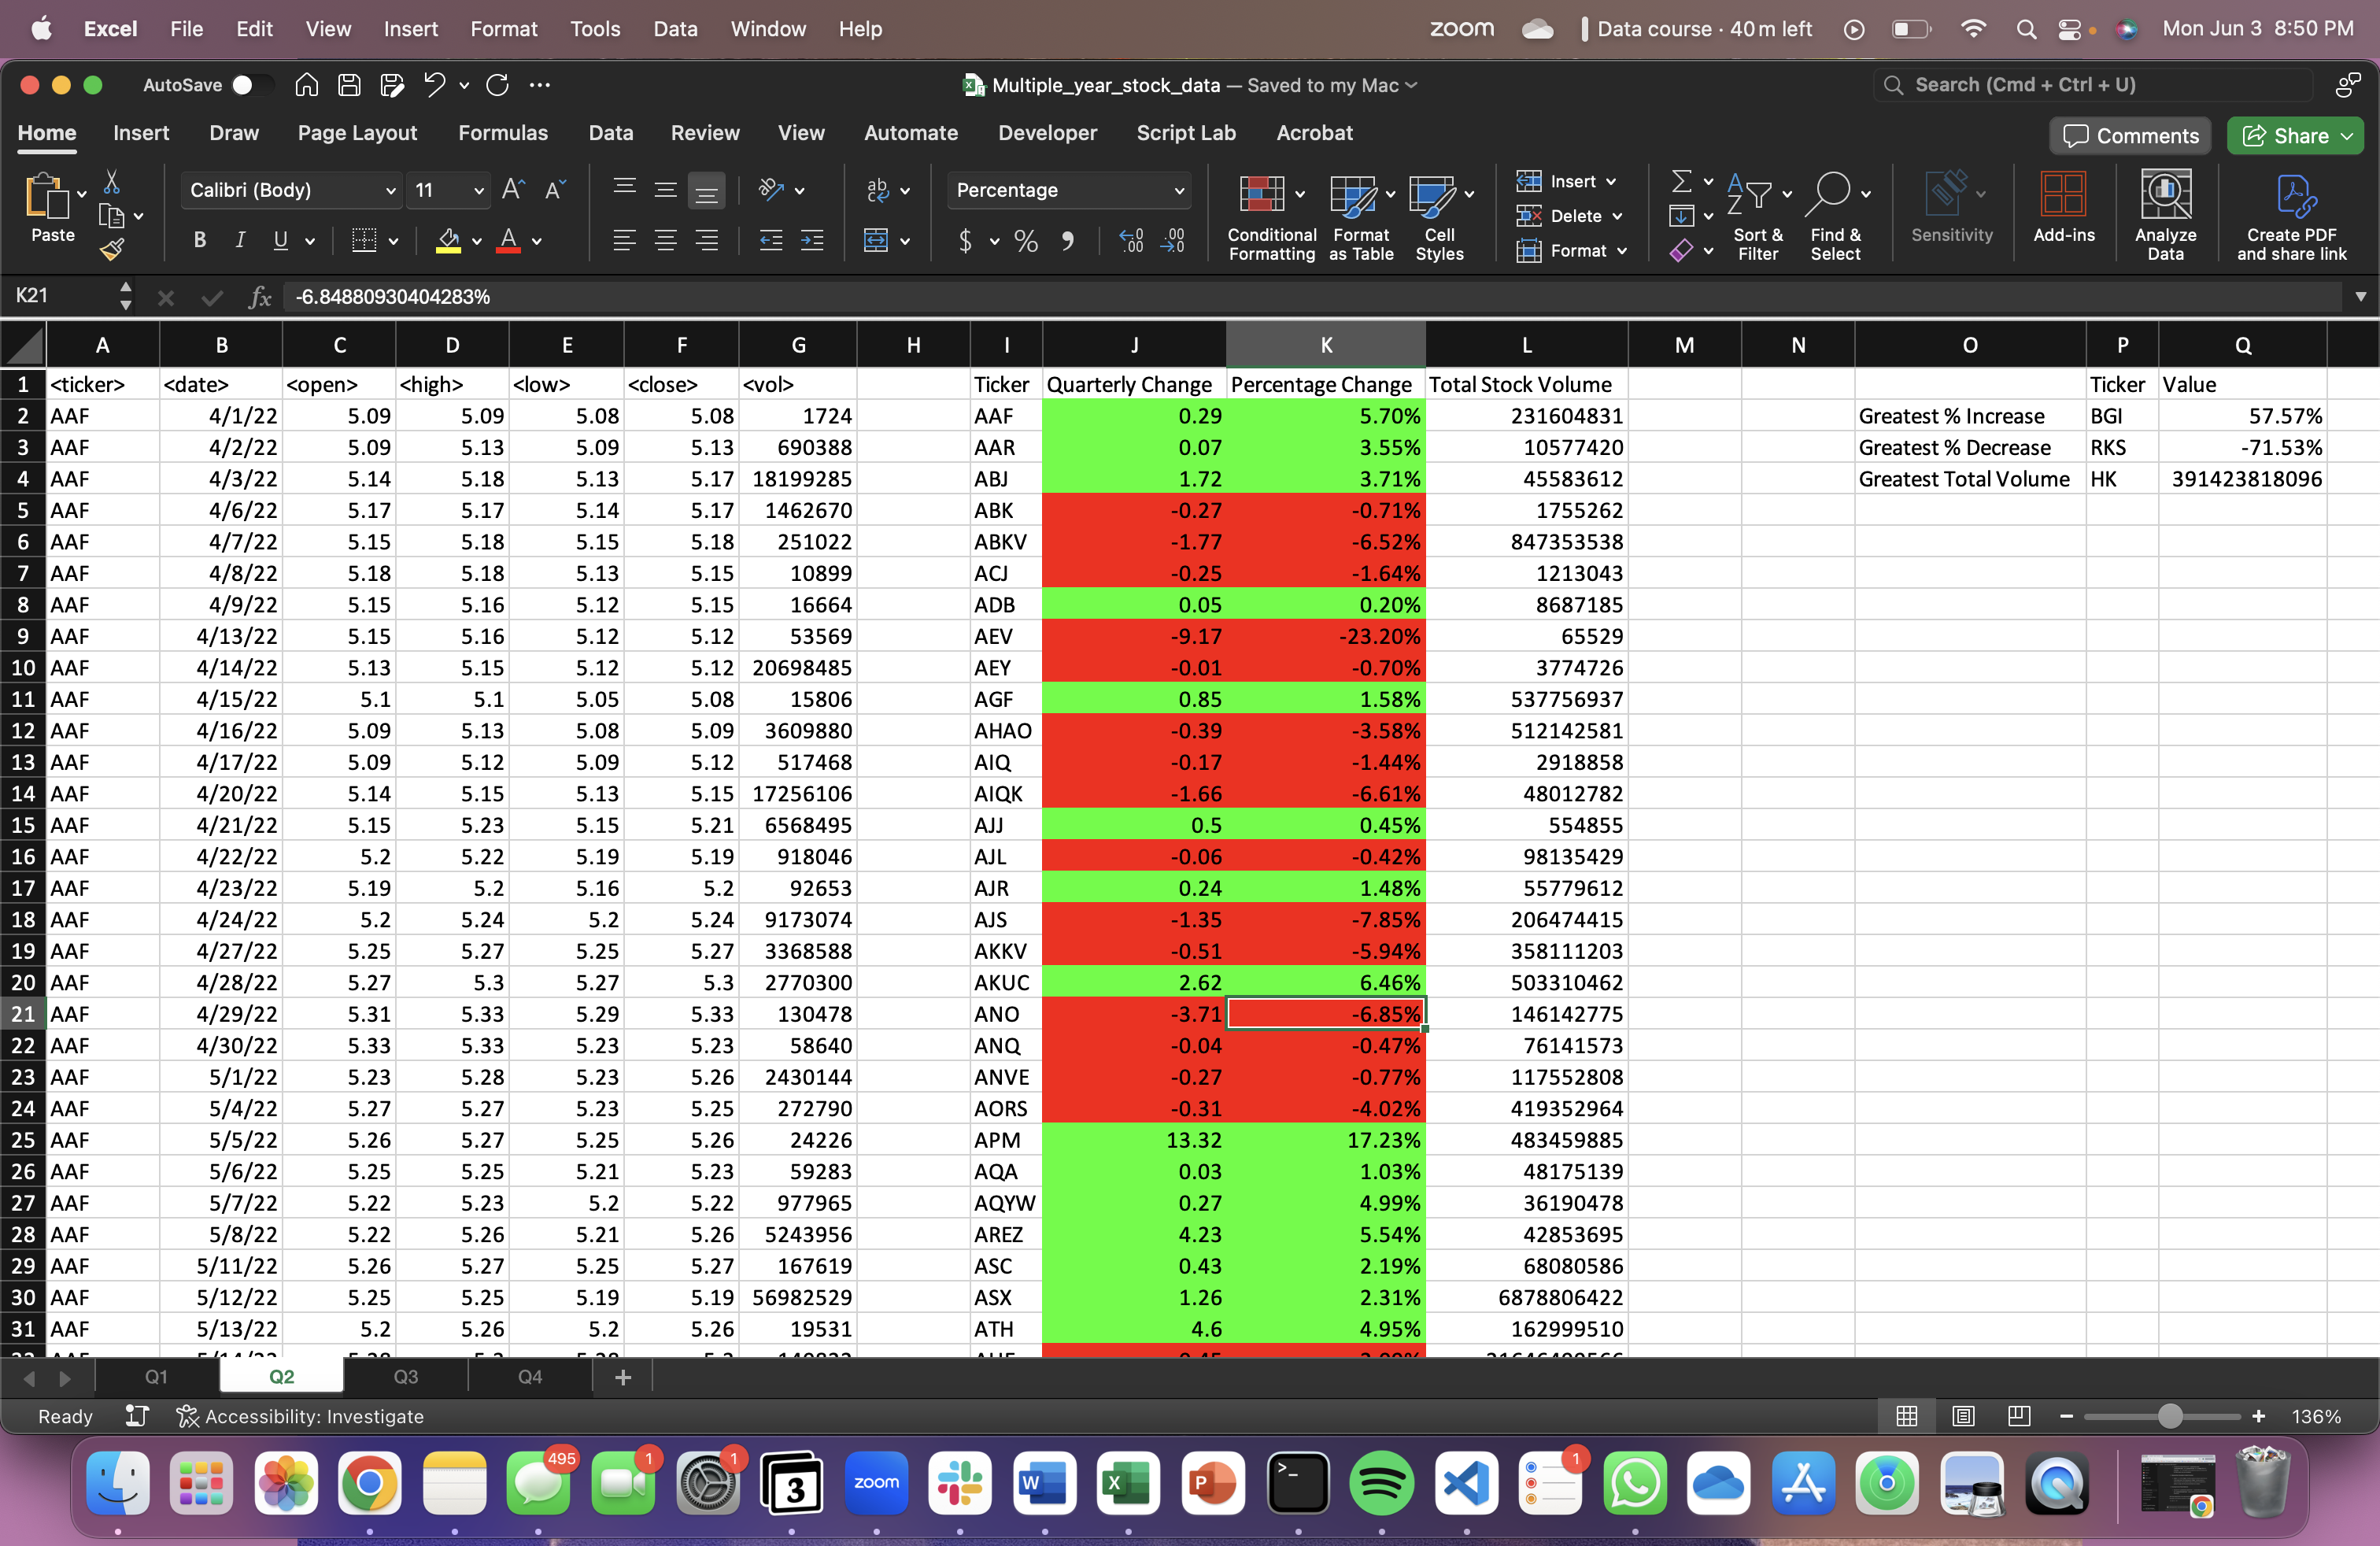 Excel File Edit View Insert Format Tools Data Window Help zoom Data course · 40 m left Mon Jun 3 8:50 PM
AutoSave Multiple_year_stock_data — Saved to my Mac Search (Cmd + Ctrl + U)
Home Insert Draw Page Layout Formulas Data Review View Automate Developer Script Lab Acrobat Comments Share
Paste Calibri (Body) 11 Percentage Conditional Formatting Format as Table Cell Styles Insert Delete Format Sort & Filter Find & Select Sensitivity Add-ins Analyze Data Create PDF and share link
K21 fx -6.84880930404283%
A B C D E F G H I J K L M N O P Q
1 <ticker> <date> <open> <high> <low> <close> <vol> Ticker Quarterly Change Percentage Change Total Stock Volume Ticker Value
2 AAF 4/1/22 5.09 5.09 5.08 5.08 1724 AAF 0.29 5.70% 231604831 Greatest % Increase BGI 57.57%
3 AAF 4/2/22 5.09 5.13 5.09 5.13 690388 AAR 0.07 3.55% 10577420 Greatest % Decrease RKS -71.53%
4 AAF 4/3/22 5.14 5.18 5.13 5.17 18199285 ABJ 1.72 3.71% 45583612 Greatest Total Volume HK 391423818096
5 AAF 4/6/22 5.17 5.17 5.14 5.17 1462670 ABK -0.27 -0.71% 1755262
6 AAF 4/7/22 5.15 5.18 5.15 5.18 251022 ABKV -1.77 -6.52% 847353538
7 AAF 4/8/22 5.18 5.18 5.13 5.15 10899 ACJ -0.25 -1.64% 1213043
8 AAF 4/9/22 5.15 5.16 5.12 5.15 16664 ADB 0.05 0.20% 8687185
9 AAF 4/13/22 5.15 5.16 5.12 5.12 53569 AEV -9.17 -23.20% 65529
10 AAF 4/14/22 5.13 5.15 5.12 5.12 20698485 AEY -0.01 -0.70% 3774726
11 AAF 4/15/22 5.1 5.1 5.05 5.08 15806 AGF 0.85 1.58% 537756937
12 AAF 4/16/22 5.09 5.13 5.08 5.09 3609880 AHAO -0.39 -3.58% 512142581
13 AAF 4/17/22 5.09 5.12 5.09 5.12 517468 AIQ -0.17 -1.44% 2918858
14 AAF 4/20/22 5.14 5.15 5.13 5.15 17256106 AIQK -1.66 -6.61% 48012782
15 AAF 4/21/22 5.15 5.23 5.15 5.21 6568495 AJJ 0.5 0.45% 554855
16 AAF 4/22/22 5.2 5.22 5.19 5.19 918046 AJL -0.06 -0.42% 98135429
17 AAF 4/23/22 5.19 5.2 5.16 5.2 92653 AJR 0.24 1.48% 55779612
18 AAF 4/24/22 5.2 5.24 5.2 5.24 9173074 AJS -1.35 -7.85% 206474415
19 AAF 4/27/22 5.25 5.27 5.25 5.27 3368588 AKKV -0.51 -5.94% 358111203
20 AAF 4/28/22 5.27 5.3 5.27 5.3 2770300 AKUC 2.62 6.46% 503310462
21 AAF 4/29/22 5.31 5.33 5.29 5.33 130478 ANO -3.71 -6.85% 146142775
22 AAF 4/30/22 5.33 5.33 5.23 5.23 58640 ANQ -0.04 -0.47% 76141573
23 AAF 5/1/22 5.23 5.28 5.23 5.26 2430144 ANVE -0.27 -0.77% 117552808
24 AAF 5/4/22 5.27 5.27 5.23 5.25 272790 AORS -0.31 -4.02% 419352964
25 AAF 5/5/22 5.26 5.27 5.25 5.26 24226 APM 13.32 17.23% 483459885
26 AAF 5/6/22 5.25 5.25 5.21 5.23 59283 AQA 0.03 1.03% 48175139
27 AAF 5/7/22 5.22 5.23 5.2 5.22 977965 AQYW 0.27 4.99% 36190478
28 AAF 5/8/22 5.22 5.26 5.21 5.26 5243956 AREZ 4.23 5.54% 42853695
29 AAF 5/11/22 5.26 5.27 5.25 5.27 167619 ASC 0.43 2.19% 68080586
30 AAF 5/12/22 5.25 5.25 5.19 5.19 56982529 ASX 1.26 2.31% 6878806422
31 AAF 5/13/22 5.2 5.26 5.2 5.26 19531 ATH 4.6 4.95% 162999510
Q1 Q2 Q3 Q4 +
Ready Accessibility: Investigate 136%
495 1 1 3 zoom W X P 1